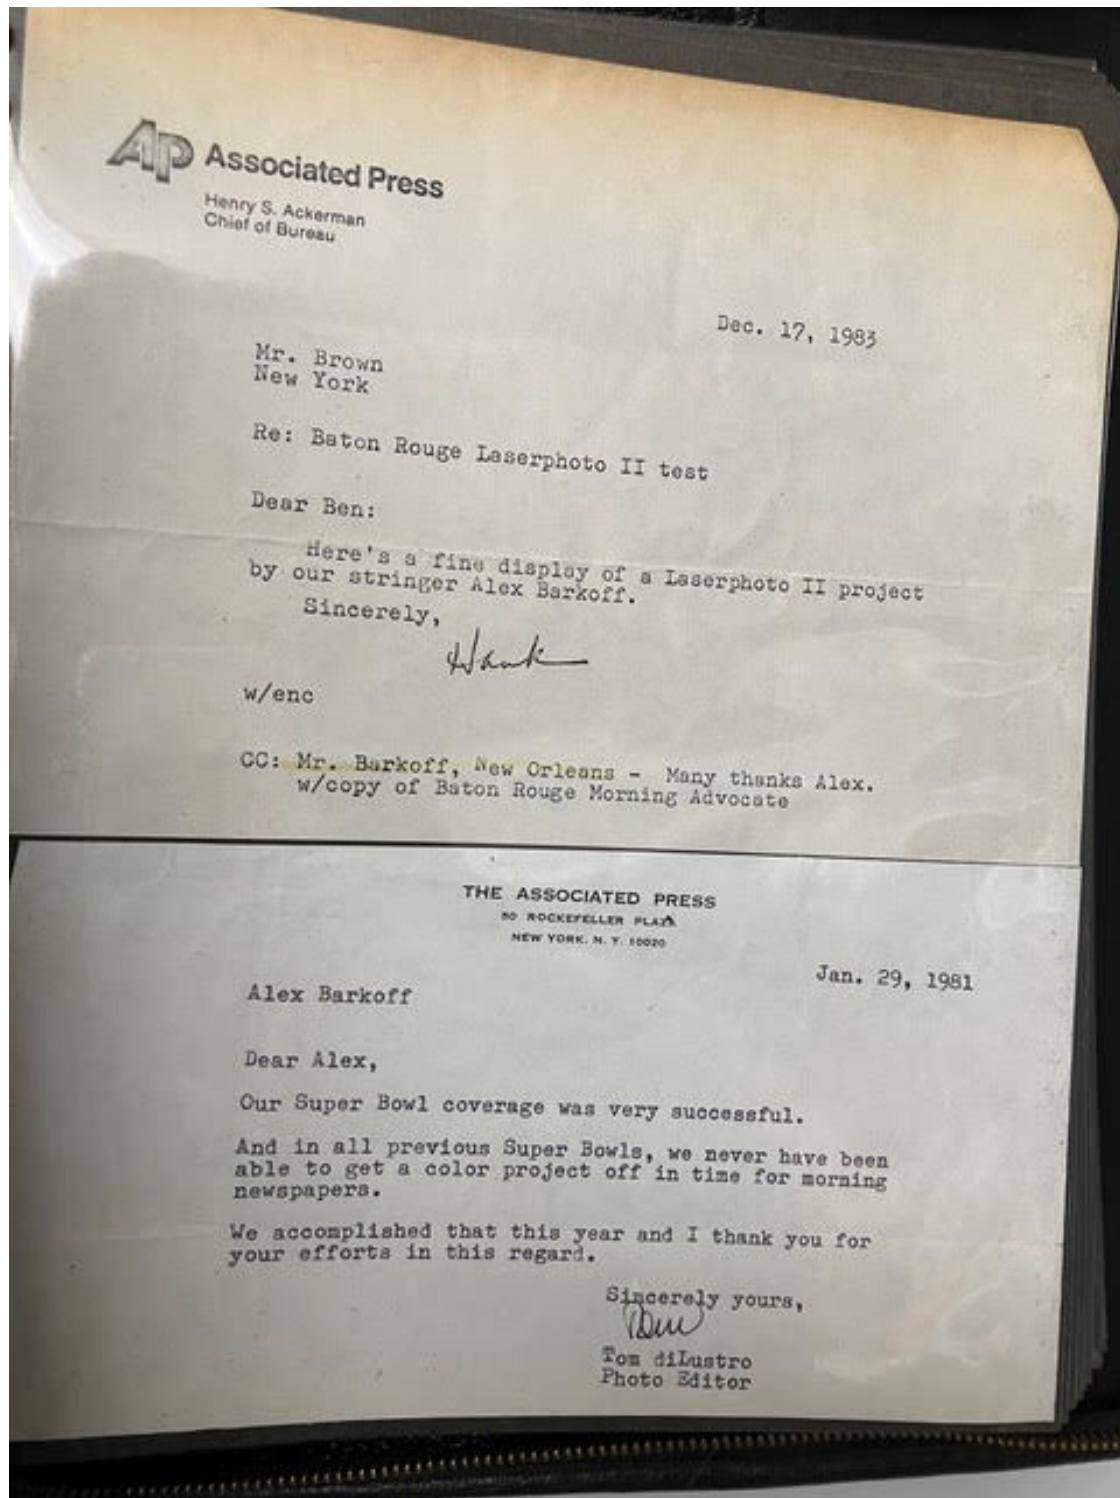 AP Associated Press
Henry S. Ackerman
Chief of Bureau
Dec. 17, 1983
Mr. Brown
New York
Re: Baton Rouge Laserphoto II test
Dear Ben:
Here's a fine display of a Laserphoto II project
by our stringer Alex Barkoff.
Sincerely,
Hank
w/enc
CC: Mr. Barkoff, New Orleans - Many thanks Alex.
w/copy of Baton Rouge Morning Advocate
THE ASSOCIATED PRESS
50 ROCKEFELLER PLAZA
NEW YORK, N. Y. 10020
Jan. 29, 1981
Alex Barkoff
Dear Alex,
Our Super Bowl coverage was very successful.
And in all previous Super Bowls, we never have been
able to get a color project off in time for morning
newspapers.
We accomplished that this year and I thank you for
your efforts in this regard.
Sincerely yours,
Tom diLustro
Photo Editor